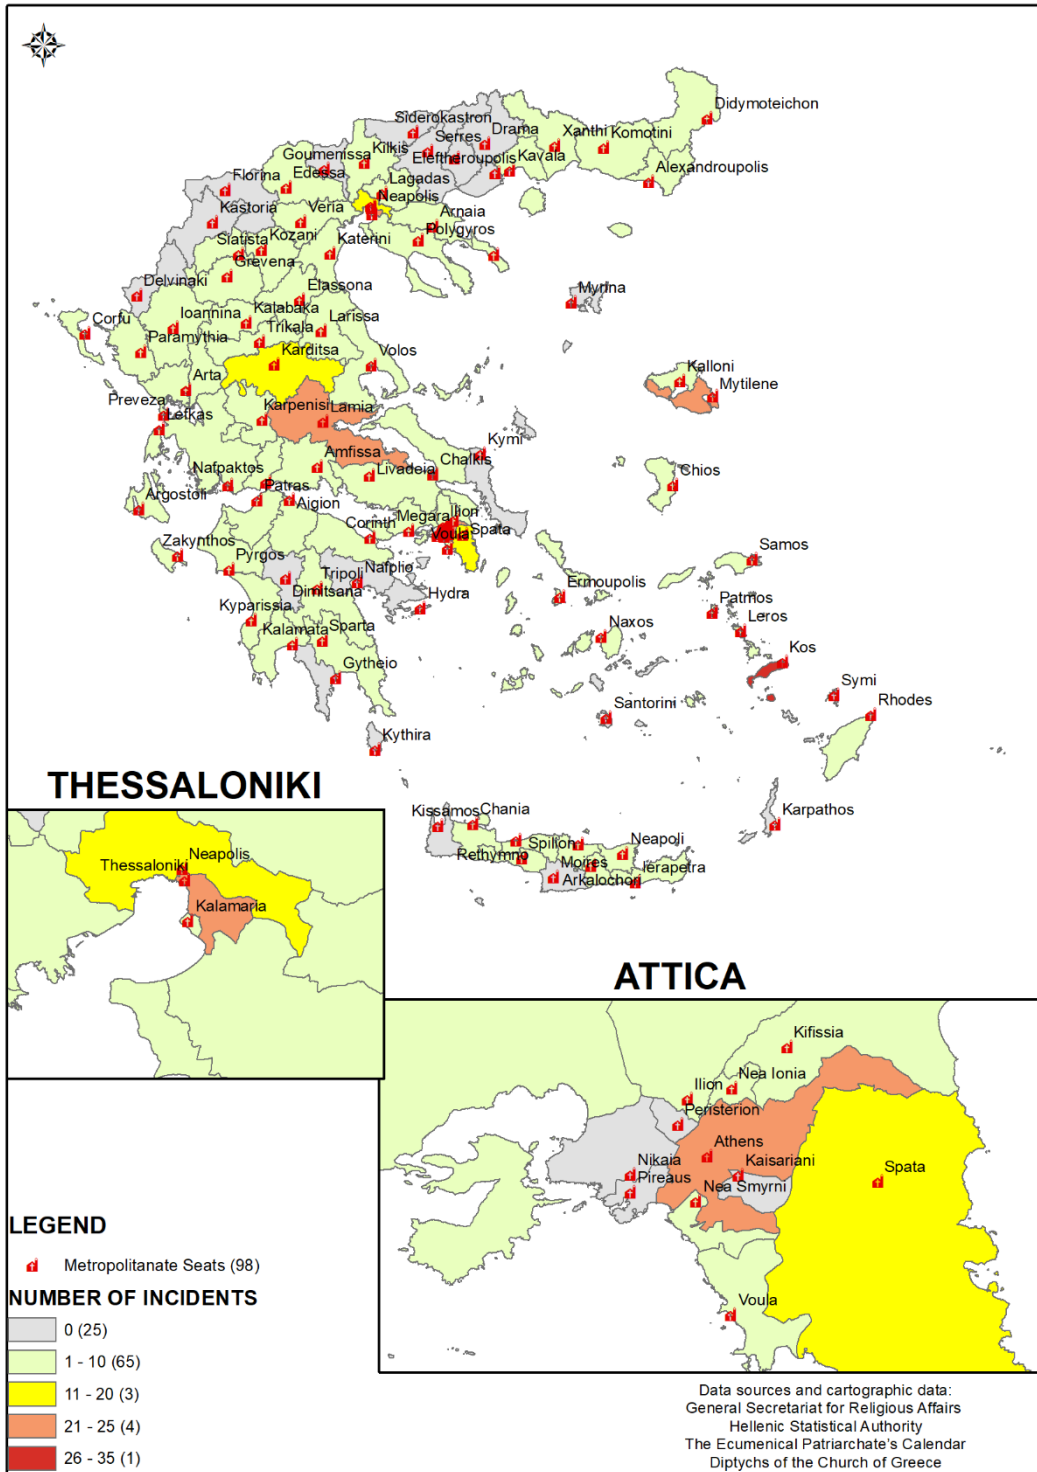 Didymoteichon
Siderokastron
Drama
Xanthi
Komotini
Serres
Kilkis
Goumenissa
Eleftheroupolis
Kavala
Edessa
Alexandroupolis
Florina
Lagadas
Neapolis
Kastoria
Veria
Arnaia
Polygyros
Siatista
Kozani
Katerini
Grevena
Delvinaki
Elassona
Myrina
Corfu
Ioannina
Kalabaka
Larissa
Paramythia
Trikala
Karditsa
Volos
Kalloni
Arta
Mytilene
Preveza
Lefkas
Karpenisi
Lamia
Kymi
Amfissa
Chalkis
Nafpaktos
Livadeia
Chios
Argostoli
Patras
Aigion
Megara
Ilion
Corinth
Voula
Spata
Zakynthos
Pyrgos
Samos
Tripoli
Nafplio
Dimitsana
Ermoupolis
Patmos
Hydra
Kyparissia
Leros
Naxos
Kalamata
Sparta
Kos
Gytheio
Symi
Rhodes
Santorini
Kythira
THESSALONIKI
Kissamos
Chania
Karpathos
Rethymno
Spilion
Neapoli
Moires
Ierapetra
Arkalochori
Neapolis
Thessaloniki
Kalamaria
ATTICA
Kifissia
Nea Ionia
Ilion
Peristerion
Athens
Nikaia
Kaisariani
Pireaus
Nea Smyrni
Spata
Voula
LEGEND
Metropolitanate Seats (98)
NUMBER OF INCIDENTS
0 (25)
1 - 10 (65)
11 - 20 (3)
21 - 25 (4)
26 - 35 (1)
Data sources and cartographic data:
General Secretariat for Religious Affairs
Hellenic Statistical Authority
The Ecumenical Patriarchate's Calendar
Diptychs of the Church of Greece